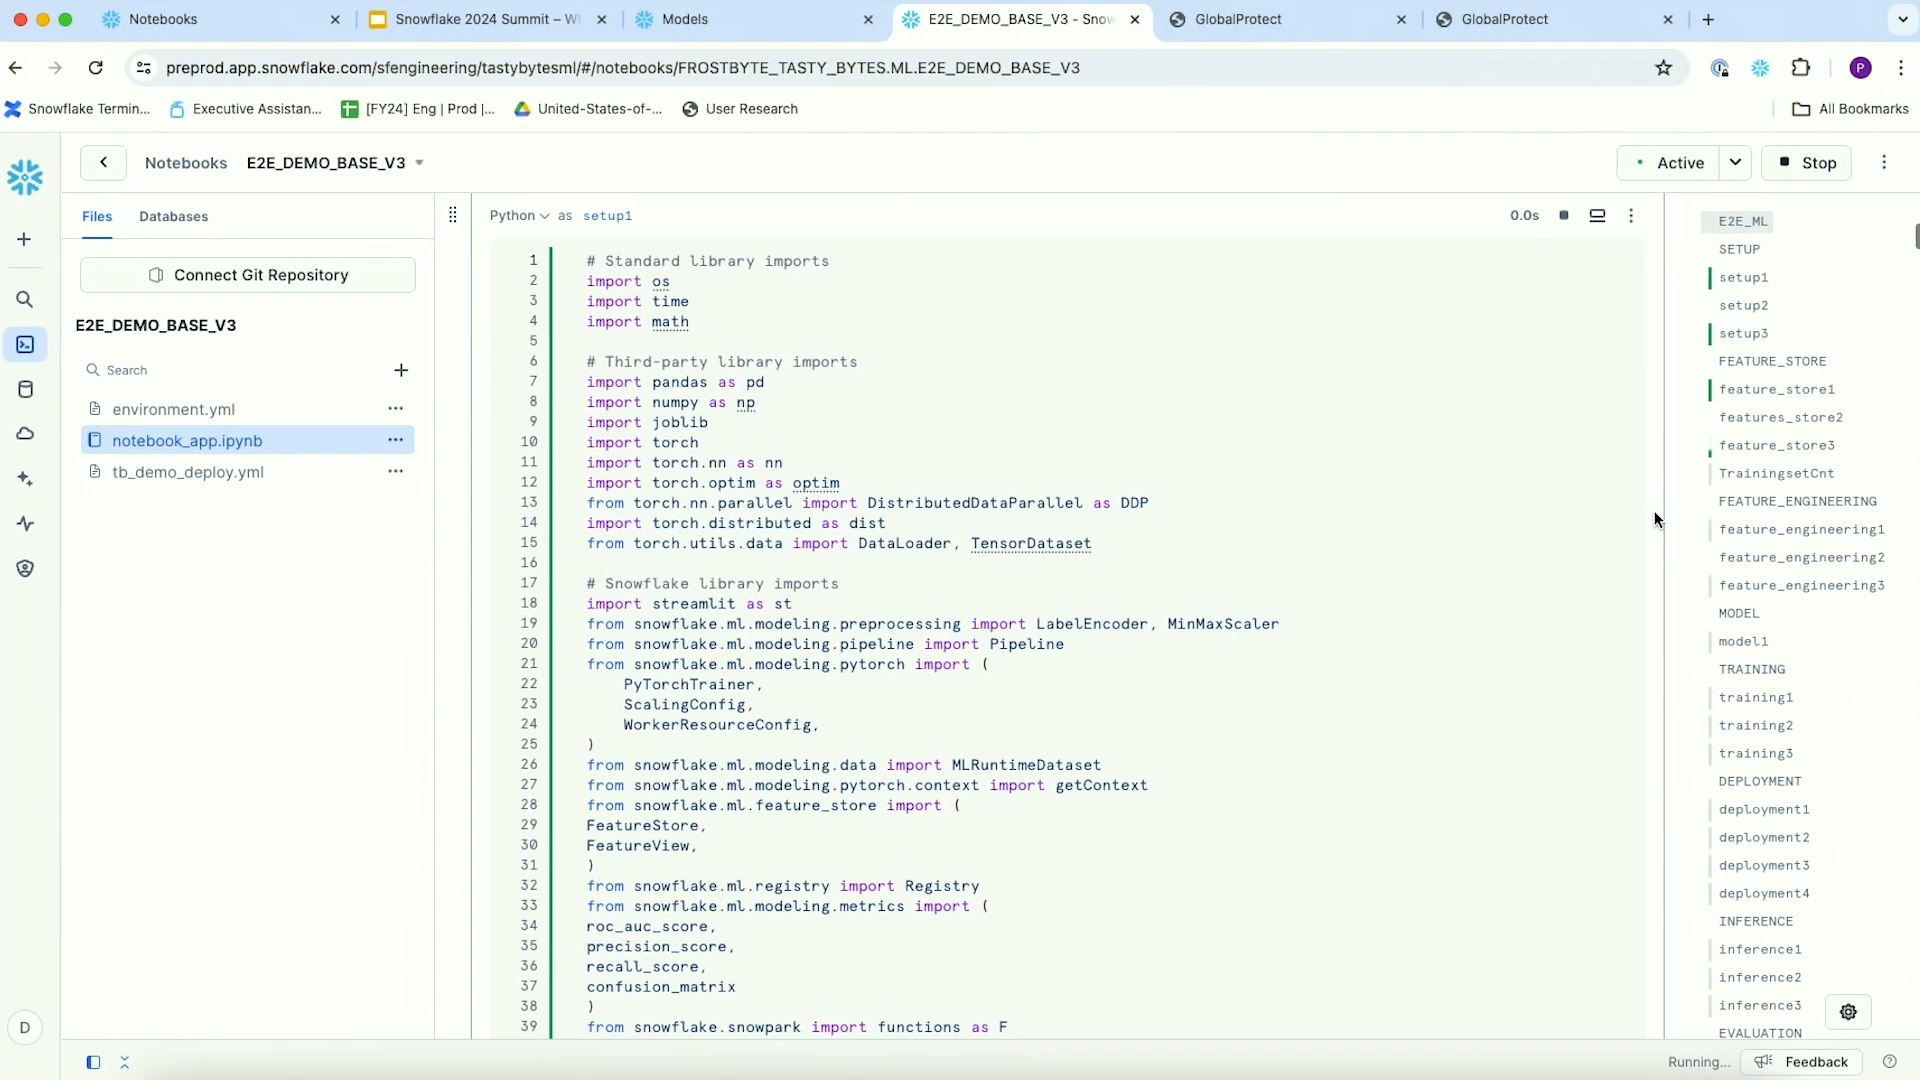 Notebooks
Snowflake 2024 Summit – W
Models
E2E_DEMO_BASE_V3 - Snow
GlobalProtect
GlobalProtect
preprod.app.snowflake.com/sfengineering/tastybytesml/#/notebooks/FROSTBYTE_TASTY_BYTES.ML.E2E_DEMO_BASE_V3
P
Snowflake Termin...
Executive Assistan...
[FY24] Eng | Prod |...
United-States-of-...
User Research
All Bookmarks
Notebooks E2E_DEMO_BASE_V3
Active
Stop
Files
Databases
Connect Git Repository
E2E_DEMO_BASE_V3
Search
environment.yml
notebook_app.ipynb
tb_demo_deploy.yml
D
Python as setup1
0.0s
1 # Standard library imports
2 import os
3 import time
4 import math
5
6 # Third-party library imports
7 import pandas as pd
8 import numpy as np
9 import joblib
10 import torch
11 import torch.nn as nn
12 import torch.optim as optim
13 from torch.nn.parallel import DistributedDataParallel as DDP
14 import torch.distributed as dist
15 from torch.utils.data import DataLoader, TensorDataset
16
17 # Snowflake library imports
18 import streamlit as st
19 from snowflake.ml.modeling.preprocessing import LabelEncoder, MinMaxScaler
20 from snowflake.ml.modeling.pipeline import Pipeline
21 from snowflake.ml.modeling.pytorch import (
22 PyTorchTrainer,
23 ScalingConfig,
24 WorkerResourceConfig,
25 )
26 from snowflake.ml.modeling.data import MLRuntimeDataset
27 from snowflake.ml.modeling.pytorch.context import getContext
28 from snowflake.ml.feature_store import (
29 FeatureStore,
30 FeatureView,
31 )
32 from snowflake.ml.registry import Registry
33 from snowflake.ml.modeling.metrics import (
34 roc_auc_score,
35 precision_score,
36 recall_score,
37 confusion_matrix
38 )
39 from snowflake.snowpark import functions as F
E2E_ML
SETUP
setup1
setup2
setup3
FEATURE_STORE
feature_store1
features_store2
feature_store3
TrainingsetCnt
FEATURE_ENGINEERING
feature_engineering1
feature_engineering2
feature_engineering3
MODEL
model1
TRAINING
training1
training2
training3
DEPLOYMENT
deployment1
deployment2
deployment3
deployment4
INFERENCE
inference1
inference2
inference3
EVALUATION
Running...
Feedback